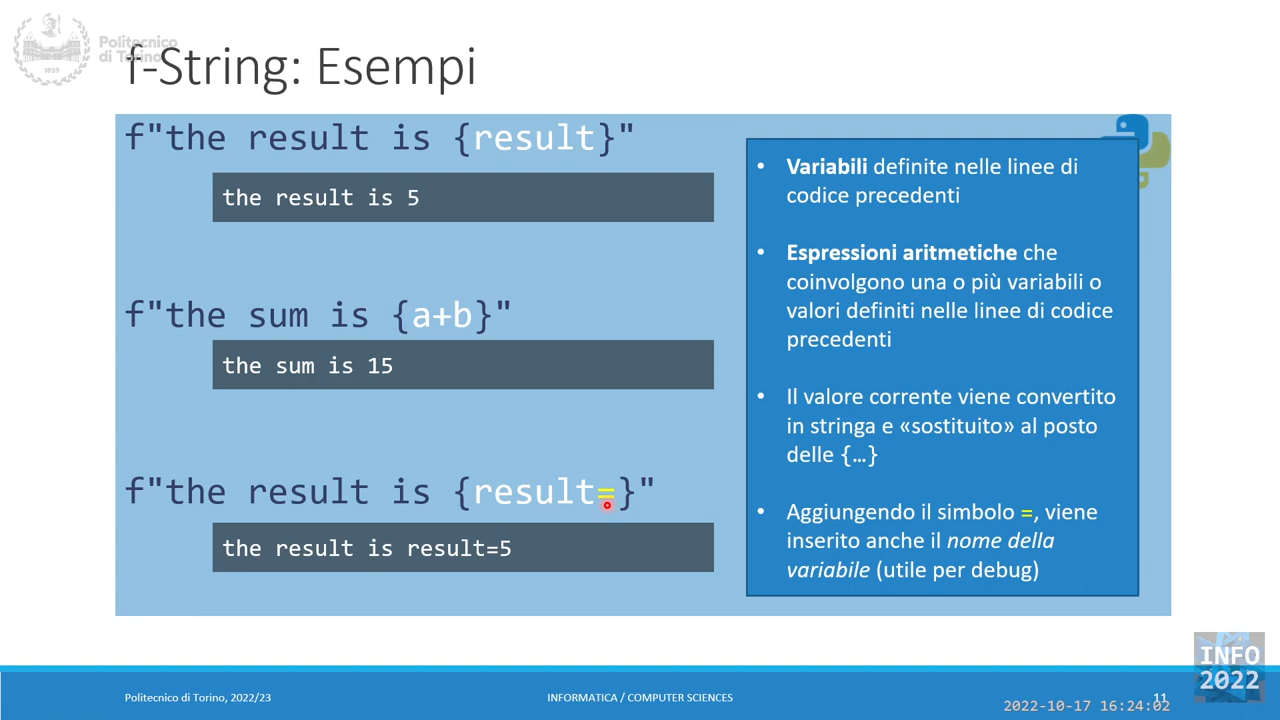 Politecnico
di Torino
1859
f-String: Esempi
f"the result is {result}"
the result is 5
f"the sum is {a+b}"
the sum is 15
f"the result is {result=}"
the result is result=5
• Variabili definite nelle linee di
codice precedenti
• Espressioni aritmetiche che
coinvolgono una o più variabili o
valori definiti nelle linee di codice
precedenti
• Il valore corrente viene convertito
in stringa e «sostituito» al posto
delle {…}
• Aggiungendo il simbolo =, viene
inserito anche il nome della
variabile (utile per debug)
Politecnico di Torino, 2022/23
INFORMATICA / COMPUTER SCIENCES
11
INFO
2022
2022-10-17 16:24:02